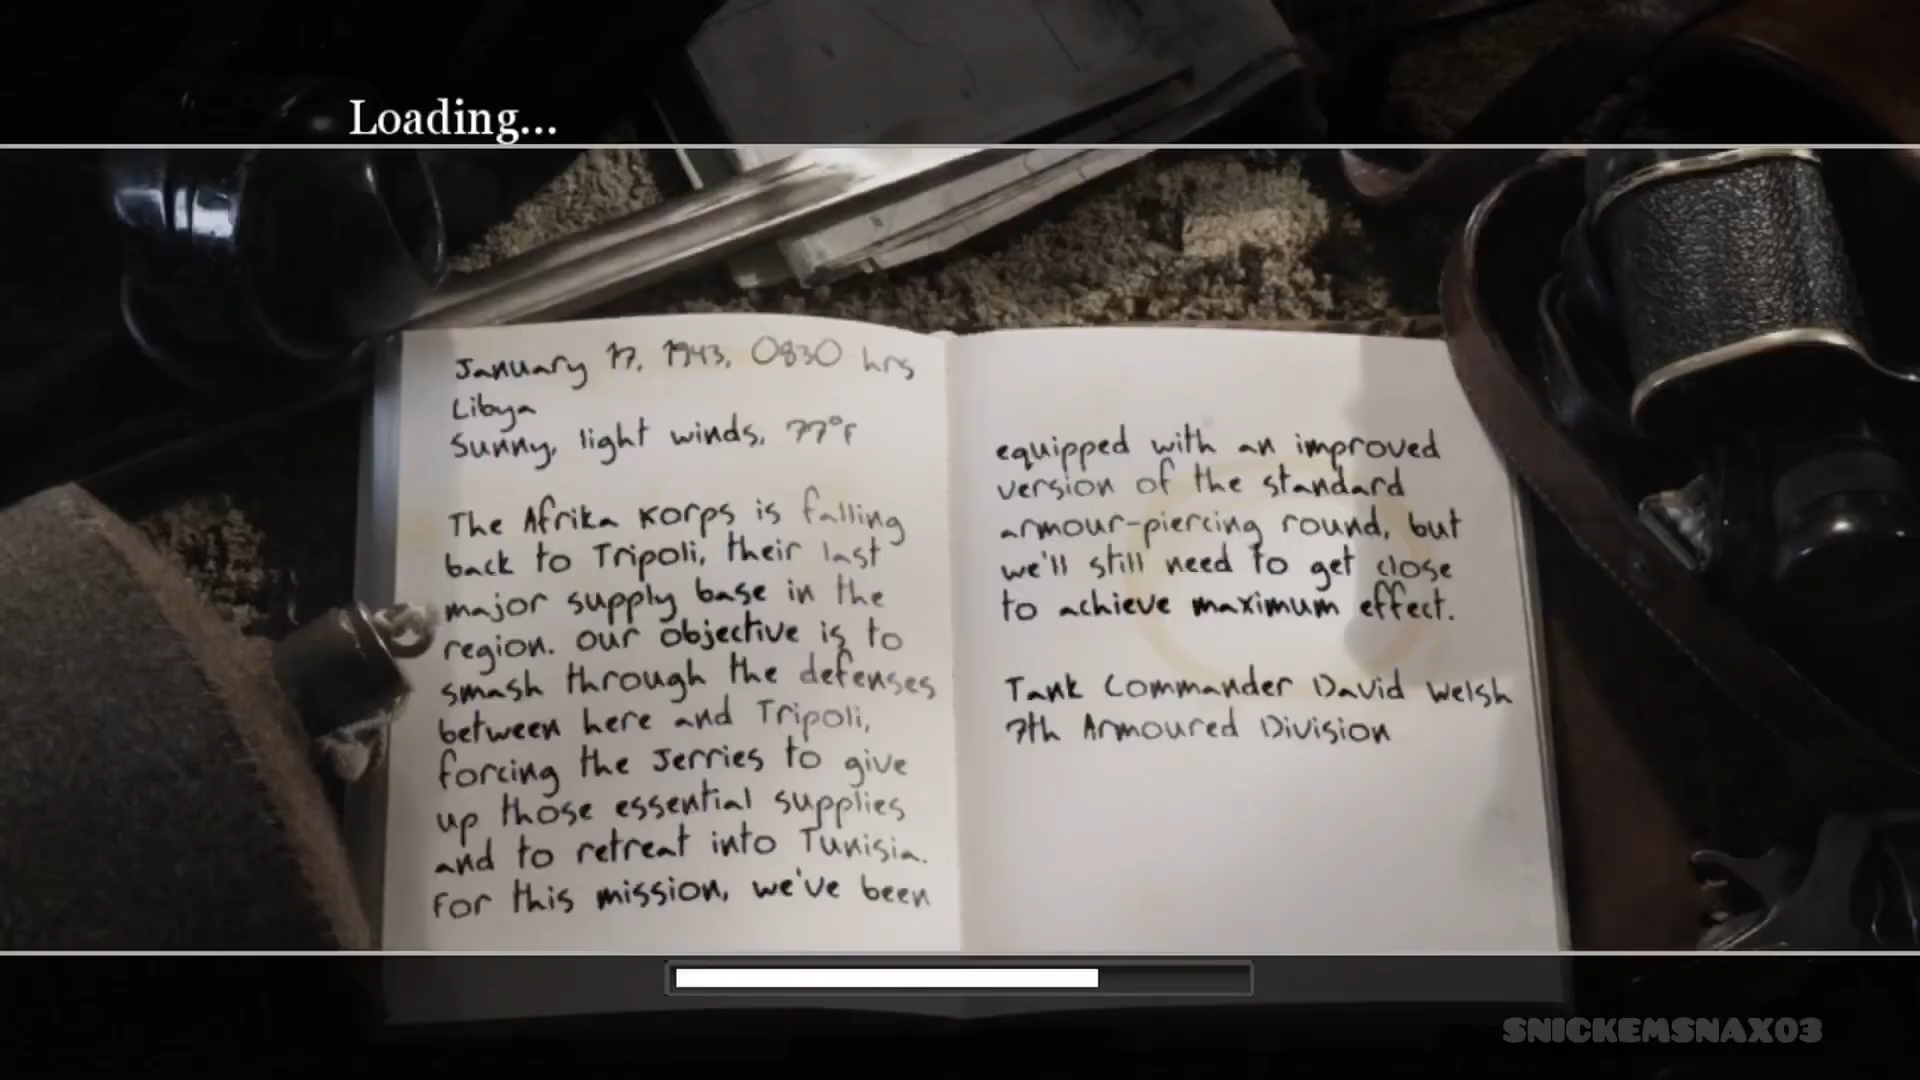 Loading...
January 17, 1943, 0830 hrs
Libya
Sunny, light winds, 77°F
The Afrika Korps is falling
back to Tripoli, their last
major supply base in the
region. Our objective is to
smash through the defenses
between here and Tripoli,
forcing the Jerries to give
up those essential supplies
and to retreat into Tunisia.
For this mission, we've been
equipped with an improved
version of the standard
armour-piercing round, but
we'll still need to get close
to achieve maximum effect.
Tank Commander David Welsh
7th Armoured Division
SNICKEMSNAX03